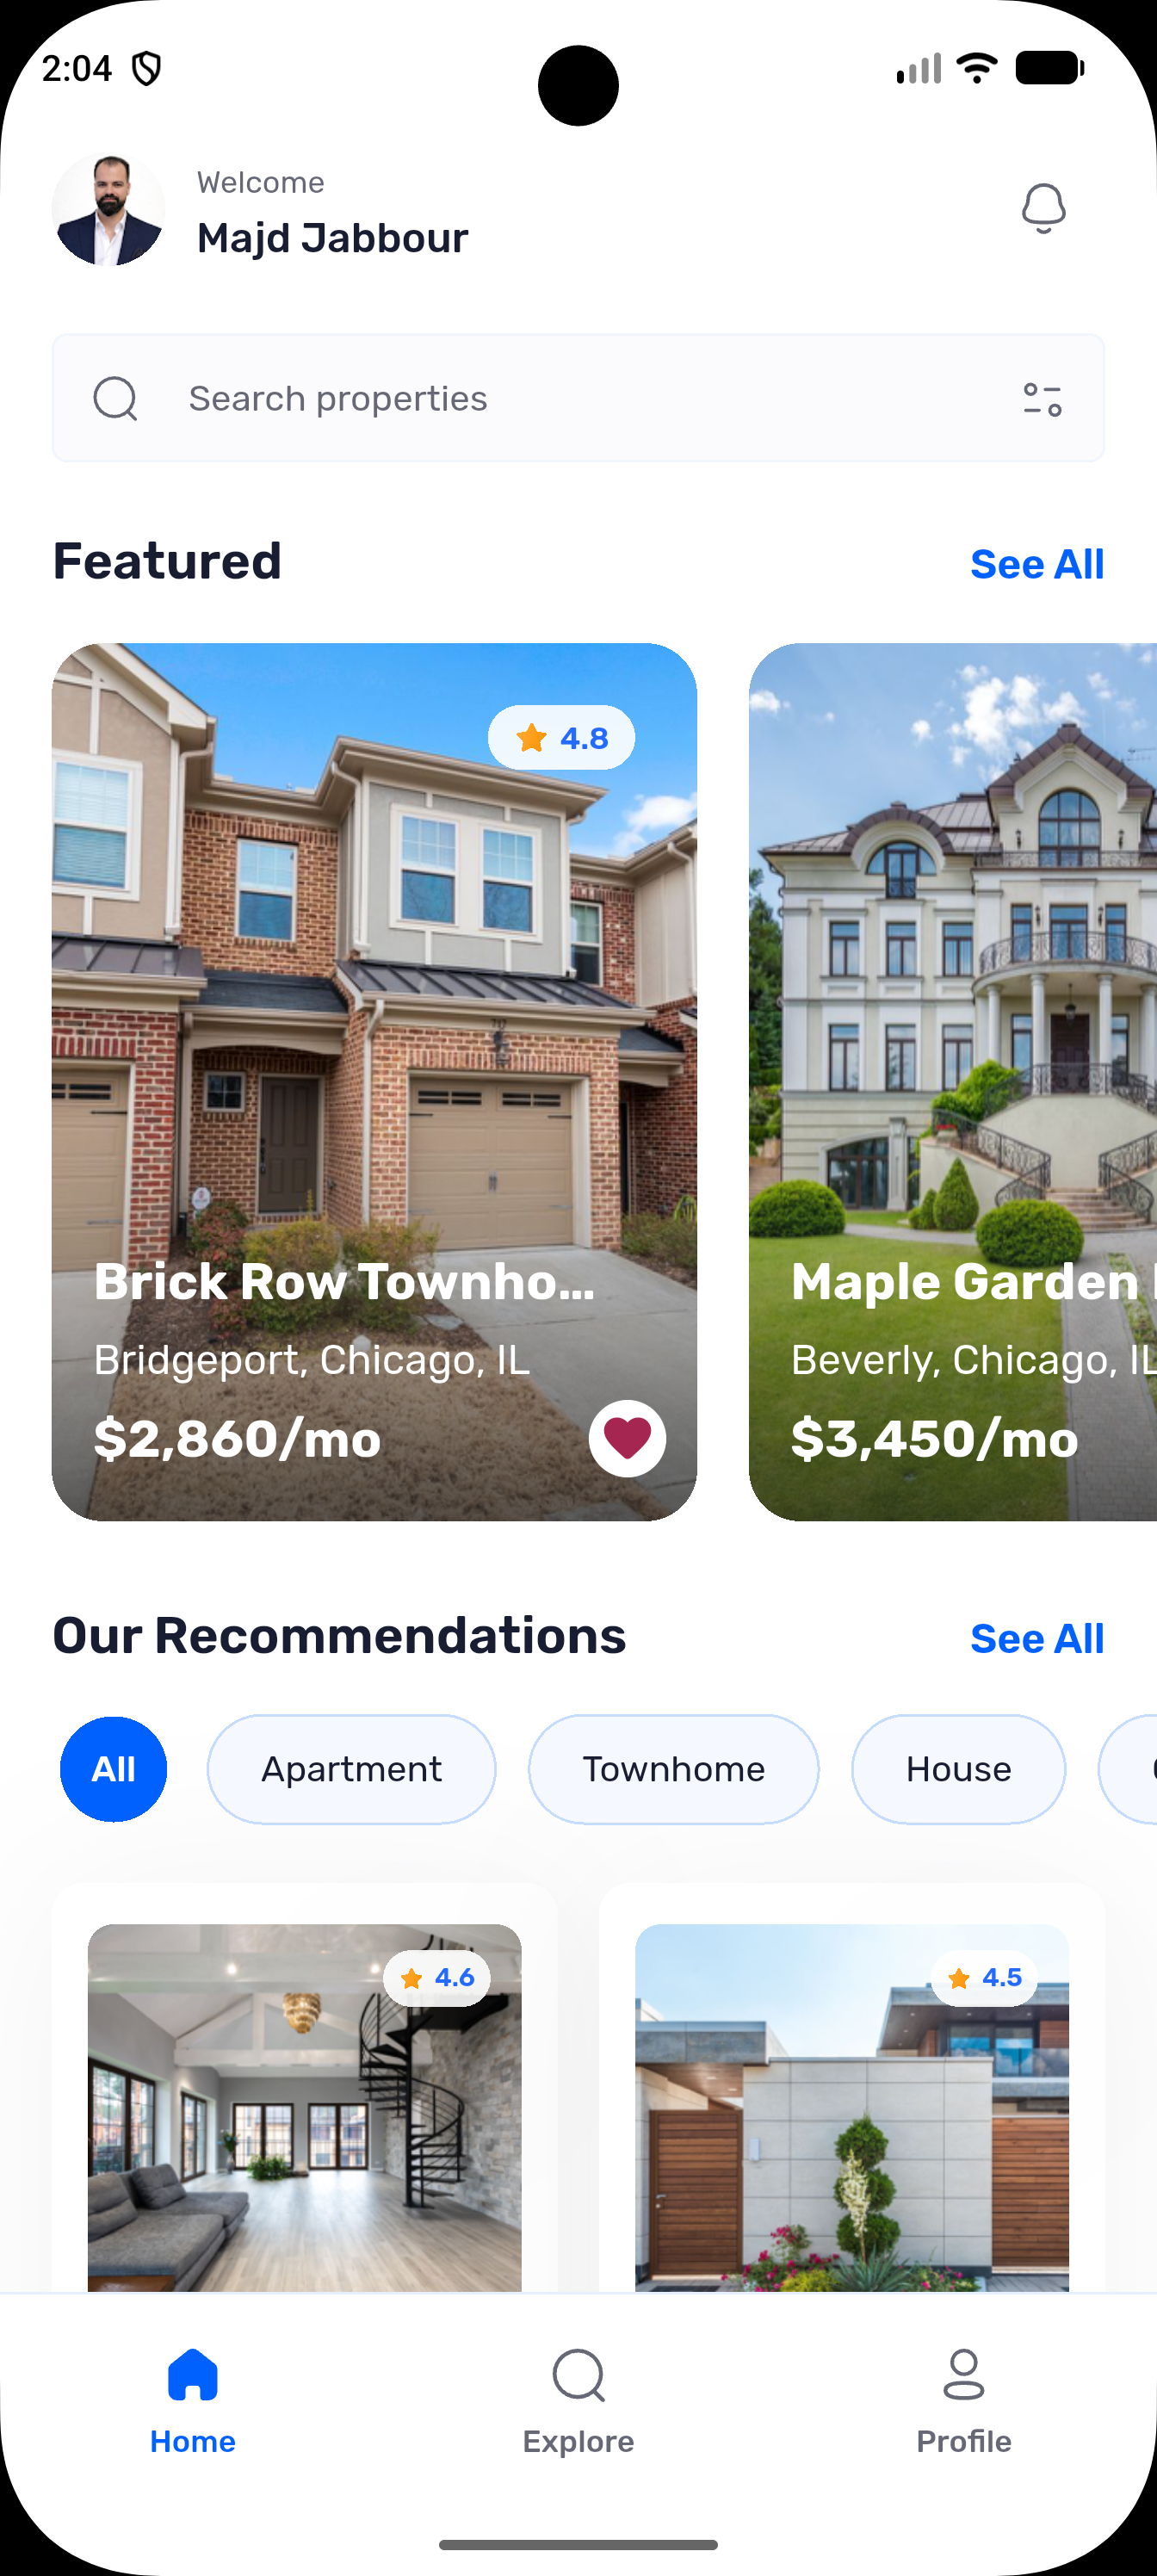 2:04
Welcome
Majd Jabbour
Search properties
Featured
See All
4.8
Brick Row Townho...
Bridgeport, Chicago, IL
$2,860/mo
Maple Garden
Beverly, Chicago, IL
$3,450/mo
Our Recommendations
See All
All
Apartment
Townhome
House
4.6
4.5
Home
Explore
Profile